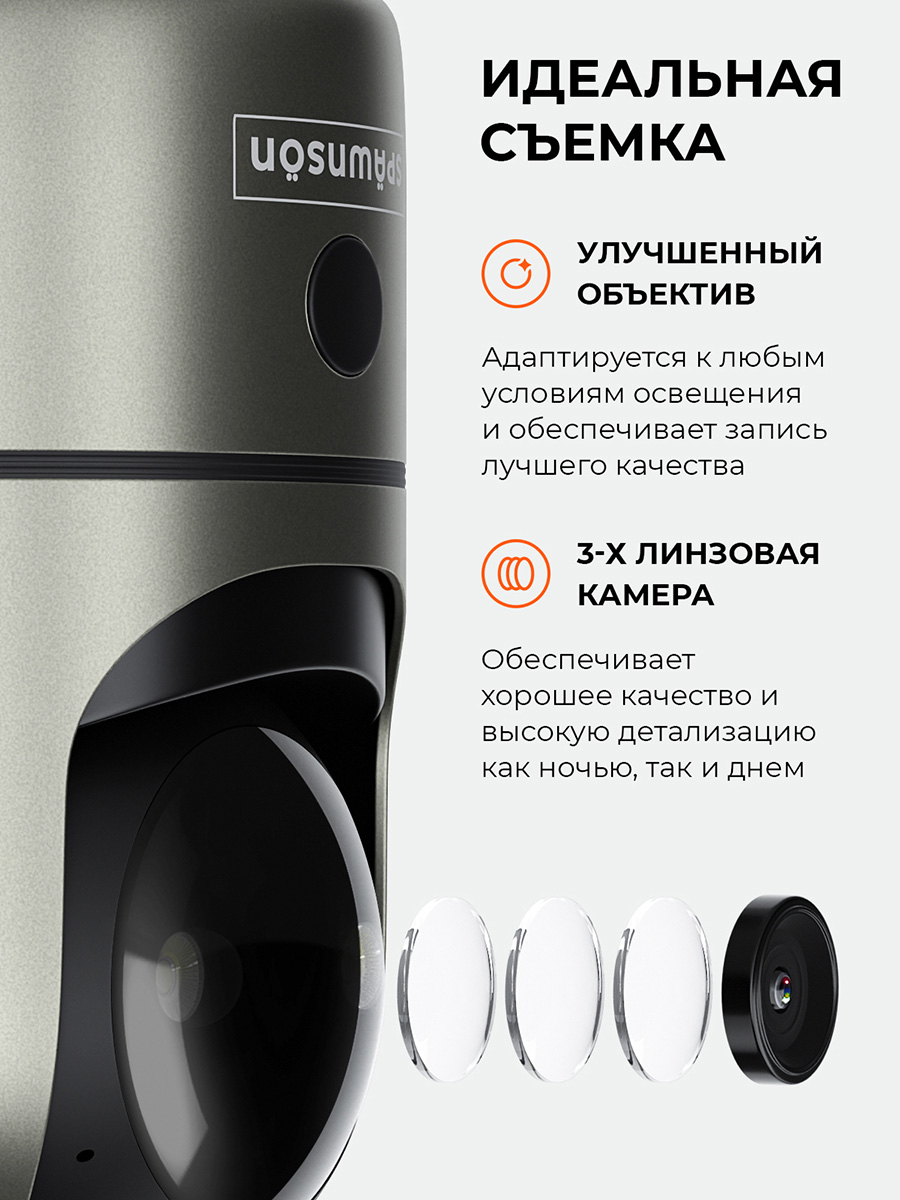 SPÄWNSÖN
ИДЕАЛЬНАЯ
СЪЕМКА
УЛУЧШЕННЫЙ
ОБЪЕКТИВ
Адаптируется к любым
условиям освещения
и обеспечивает запись
лучшего качества
3-Х ЛИНЗОВАЯ
КАМЕРА
Обеспечивает
хорошее качество и
высокую детализацию
как ночью, так и днем